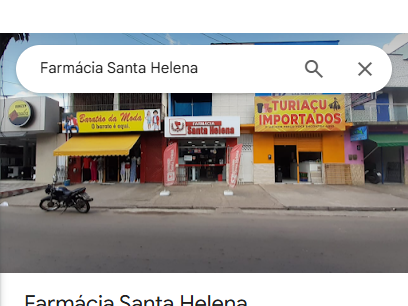 Farmácia Santa Helena
Baratão da Moda
O barato é aqui.
FARMÁCIA
Santa Helena
TURIAÇU
IMPORTADOS
Farmácia Santa Helena